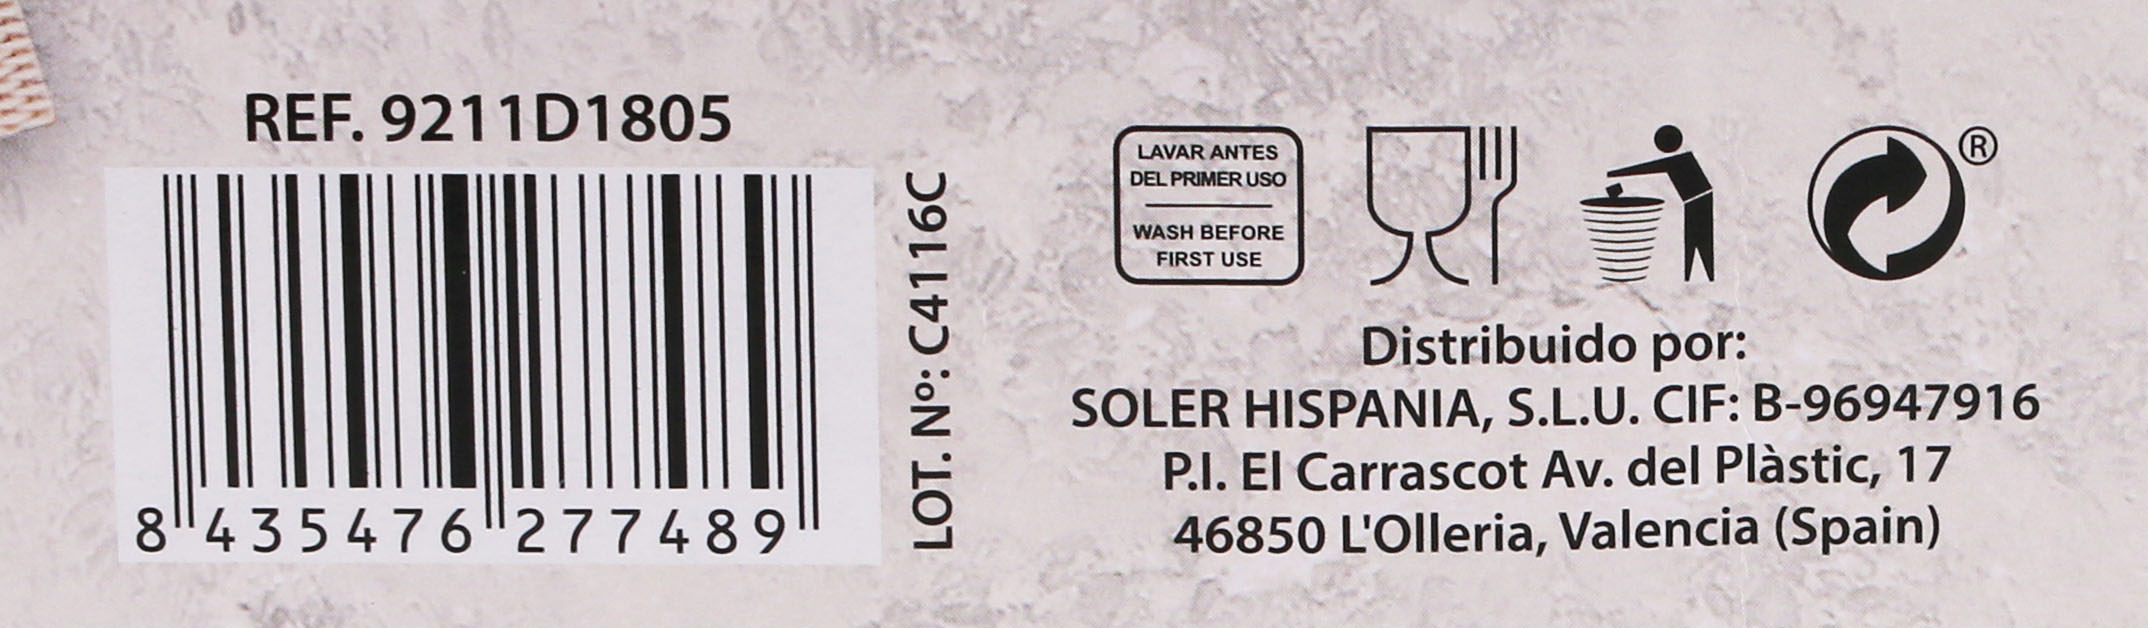 REF. 9211D1805
8 435476 277489
LOT. Nº: C4116C
LAVAR ANTES
DEL PRIMER USO
WASH BEFORE
FIRST USE
®
Distribuido por:
SOLER HISPANIA, S.L.U. CIF: B-96947916
P.I. El Carrascot Av. del Plàstic, 17
46850 L'Olleria, Valencia (Spain)